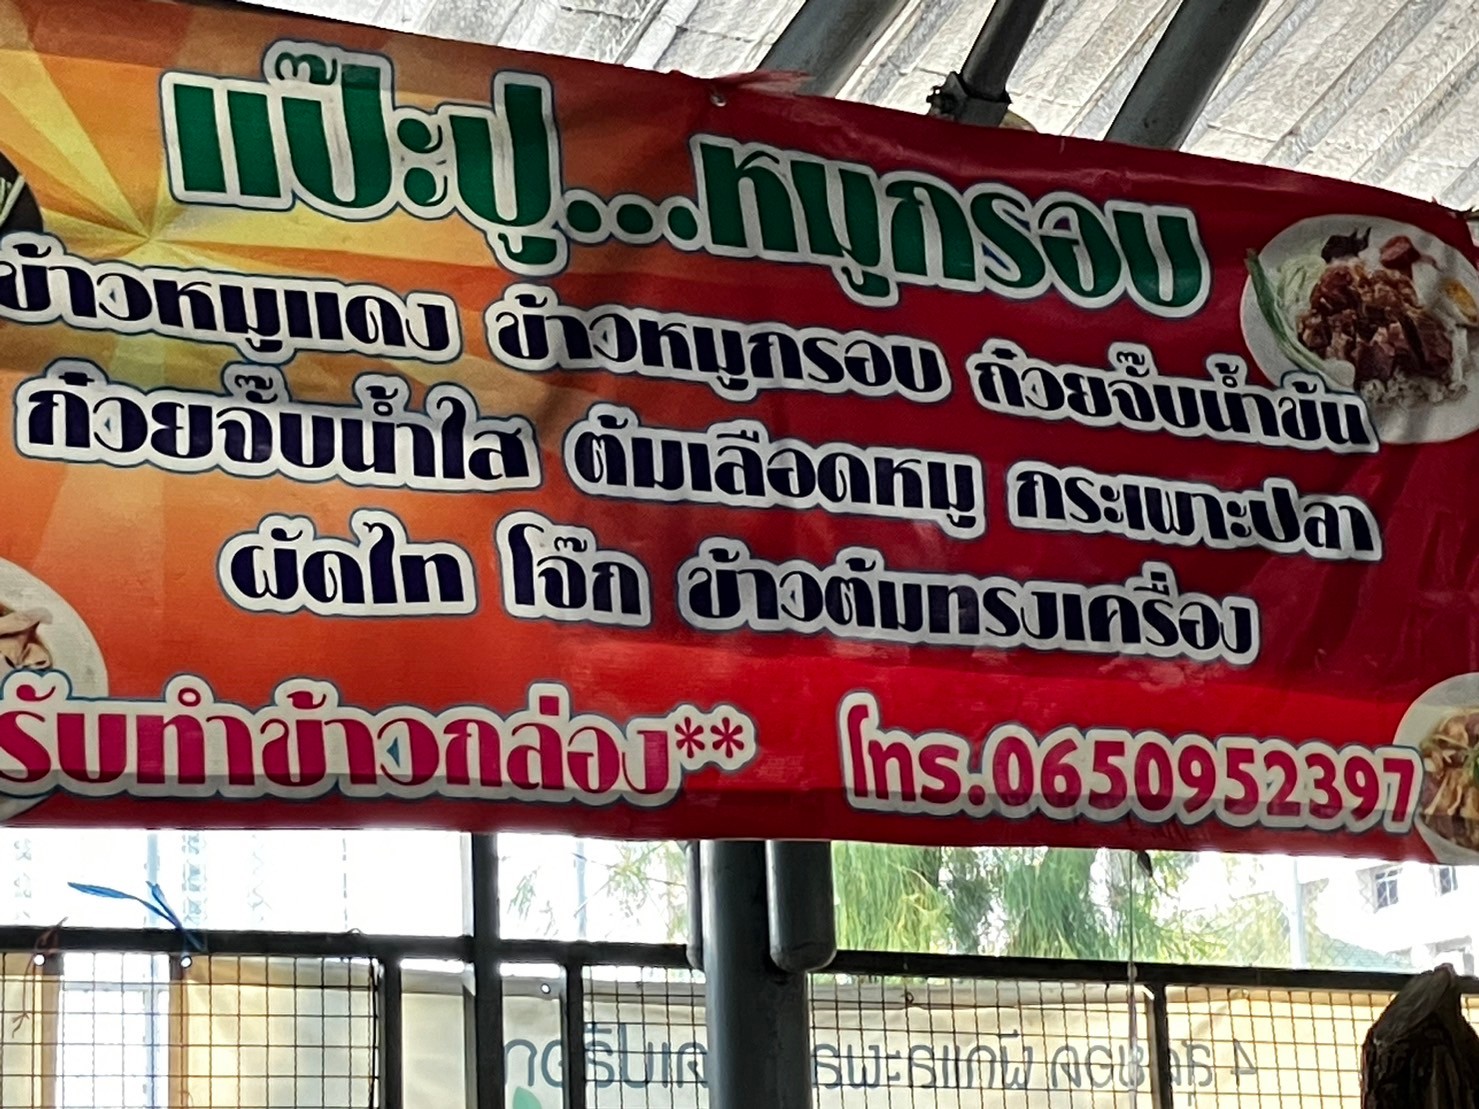 แป๊ะปู...หมูกรอบ
ข้าวหมูแดง ข้าวหมูกรอบ ก๋วยจั๊บน้ำข้น
ก๋วยจั๊บน้ำใส ต้มเลือดหมู กระเพาะปลา
ผัดไท โจ๊ก ข้าวต้มทรงเครื่อง
รับทำข้าวกล่อง** โทร.0650952397